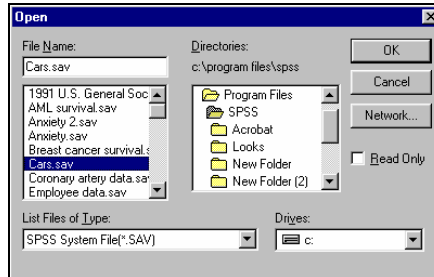 Open
File Name:
Cars.sav
1991 U.S. General Soc
AML survival.sav
Anxiety 2.sav
Anxiety.sav
Breast cancer survival.s
Cars.sav
Coronary artery data.sa
Employee data.sav
Directories:
c:\program files\spss
Program Files
SPSS
Acrobat
Looks
New Folder
New Folder (2)
OK
Cancel
Network...
Read Only
List Files of Type:
SPSS System File(*.SAV)
Drives:
c: